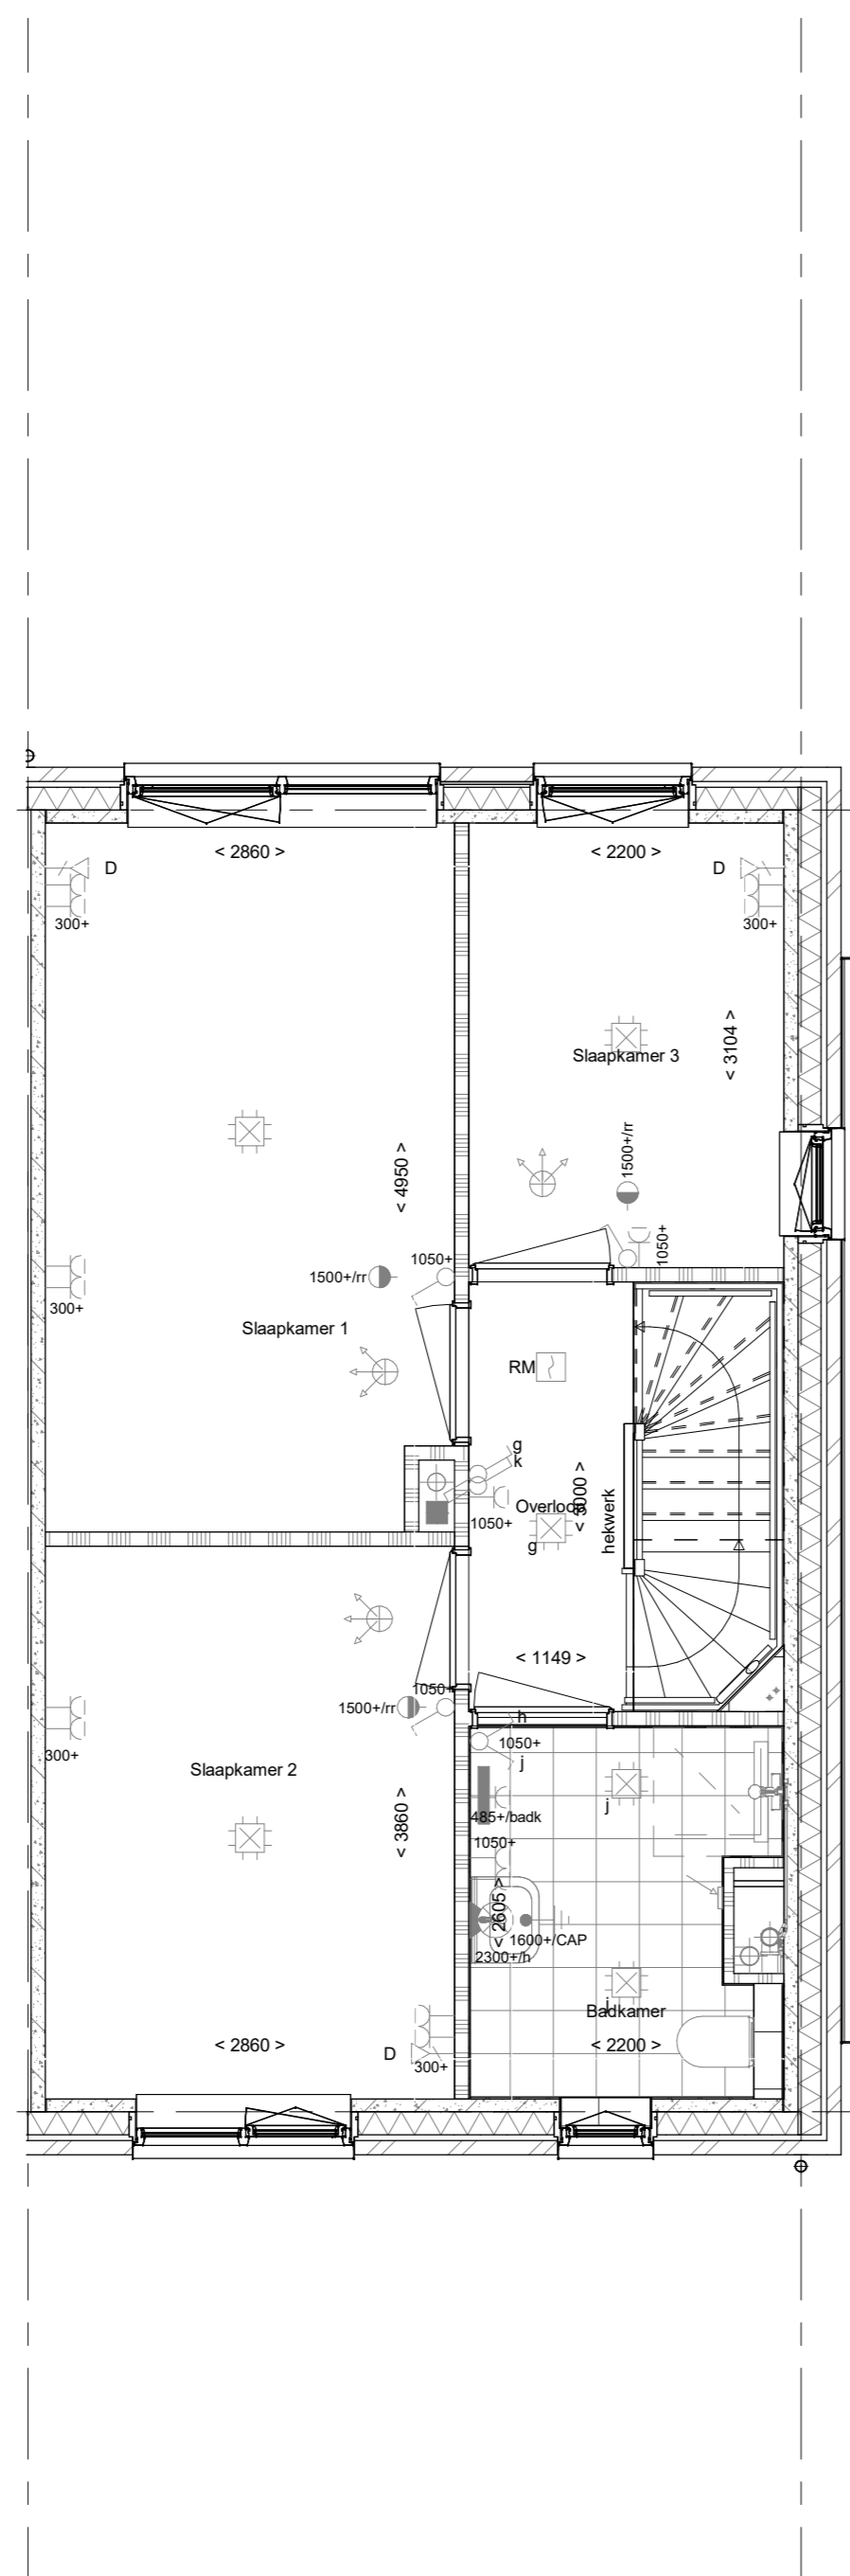 < 2860 >
< 2200 >
D
D
300+
300+
< 3104 >
Slaapkamer 3
1500+/rr
< 4950 >
1050+
1050+
1500+/rr
300+
Slaapkamer 1
RM
g
k
< 3000 >
Overloop
1050+
hekwerk
g
< 1149 >
1050+
1500+/rr
h
1050+
300+
j
Slaapkamer 2
j
485+/badk
< 3860 >
1050+
< 2605 >
1600+/CAP
2300+/h
j
Badkamer
< 2860 >
D
< 2200 >
300+